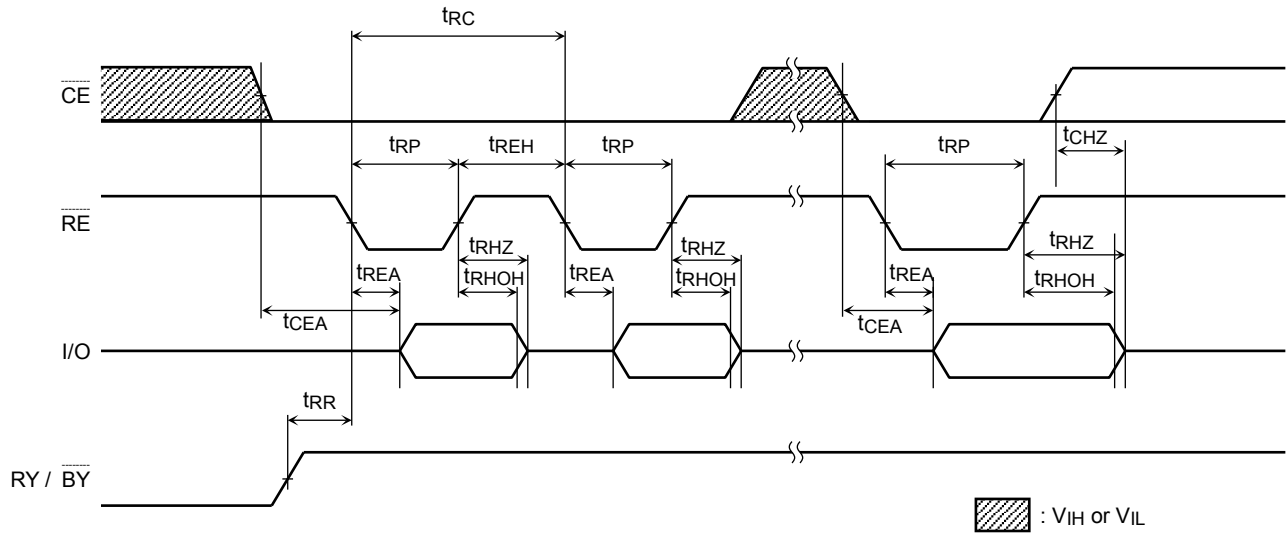 tRC
CE
tCHZ
tRP tREH tRP tRP
RE
tRHZ tRHZ tRHZ
tREA tRHOH tREA tRHOH tREA tRHOH
tCEA tCEA
I/O
tRR
RY / BY
: VIH or VIL